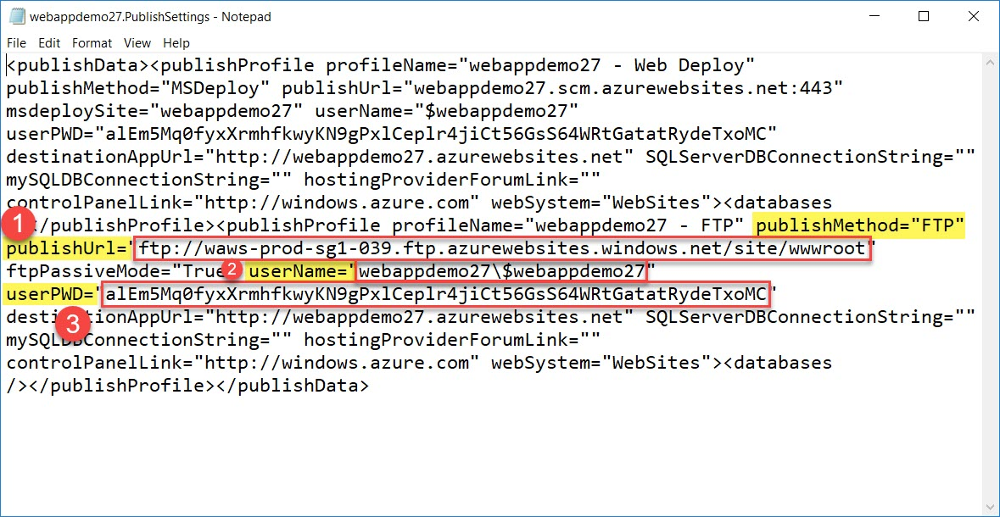 webappdemo27.PublishSettings - Notepad
File Edit Format View Help
<publishData><publishProfile profileName="webappdemo27 - Web Deploy"
publishMethod="MSDeploy" publishUrl="webappdemo27.scm.azurewebsites.net:443"
msdeploySite="webappdemo27" userName="$webappdemo27"
userPWD="alEm5Mq0fyxXrmhfkwyKN9gPxlCeplr4jiCt56GsS64WRtGatatRydeTxoMC"
destinationAppUrl="http://webappdemo27.azurewebsites.net" SQLServerDBConnectionString=""
mySQLDBConnectionString="" hostingProviderForumLink=""
controlPanelLink="http://windows.azure.com" webSystem="WebSites"><databases
1 </publishProfile><publishProfile profileName="webappdemo27 - FTP" publishMethod="FTP"
publishUrl="ftp://waws-prod-sg1-039.ftp.azurewebsites.windows.net/site/wwwroot"
ftpPassiveMode="True 2 userName="webappdemo27\$webappdemo27"
userPWD="alEm5Mq0fyxXrmhfkwyKN9gPxlCeplr4jiCt56GsS64WRtGatatRydeTxoMC"
3 destinationAppUrl="http://webappdemo27.azurewebsites.net" SQLServerDBConnectionString=""
mySQLDBConnectionString="" hostingProviderForumLink=""
controlPanelLink="http://windows.azure.com" webSystem="WebSites"><databases
/></publishProfile></publishData>